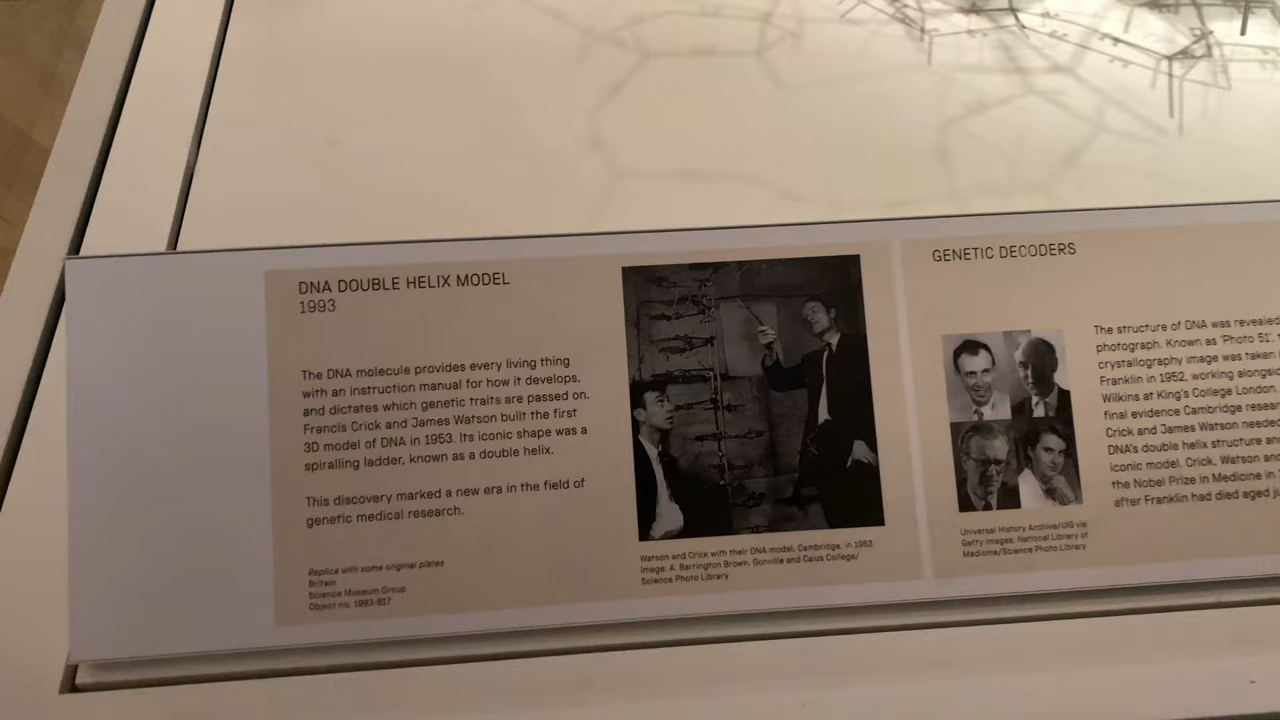 DNA DOUBLE HELIX MODEL
1993
The DNA molecule provides every living thing
with an instruction manual for how it develops,
and dictates which genetic traits are passed on.
Francis Crick and James Watson built the first
3D model of DNA in 1953. Its iconic shape was a
spiralling ladder, known as a double helix.
This discovery marked a new era in the field of
genetic medical research.
Replica with some original plates
Britain
Science Museum Group
Object no. 1993-817
Watson and Crick with their DNA model, Cambridge, in 1953.
Image: A. Barrington Brown, Gonville and Caius College/
Science Photo Library
GENETIC DECODERS
The structure of DNA was revealed
photograph. Known as 'Photo 51',
crystallography image was taken
Franklin in 1952, working alongside
Wilkins at King's College London.
final evidence Cambridge
Crick and James Watson needed
DNA's double helix structure and
iconic model. Crick, Watson and
the Nobel Prize in Medicine in
after Franklin had died aged
Universal History Archive/UIG via
Getty Images, National Library of
Medicine/Science Photo Library